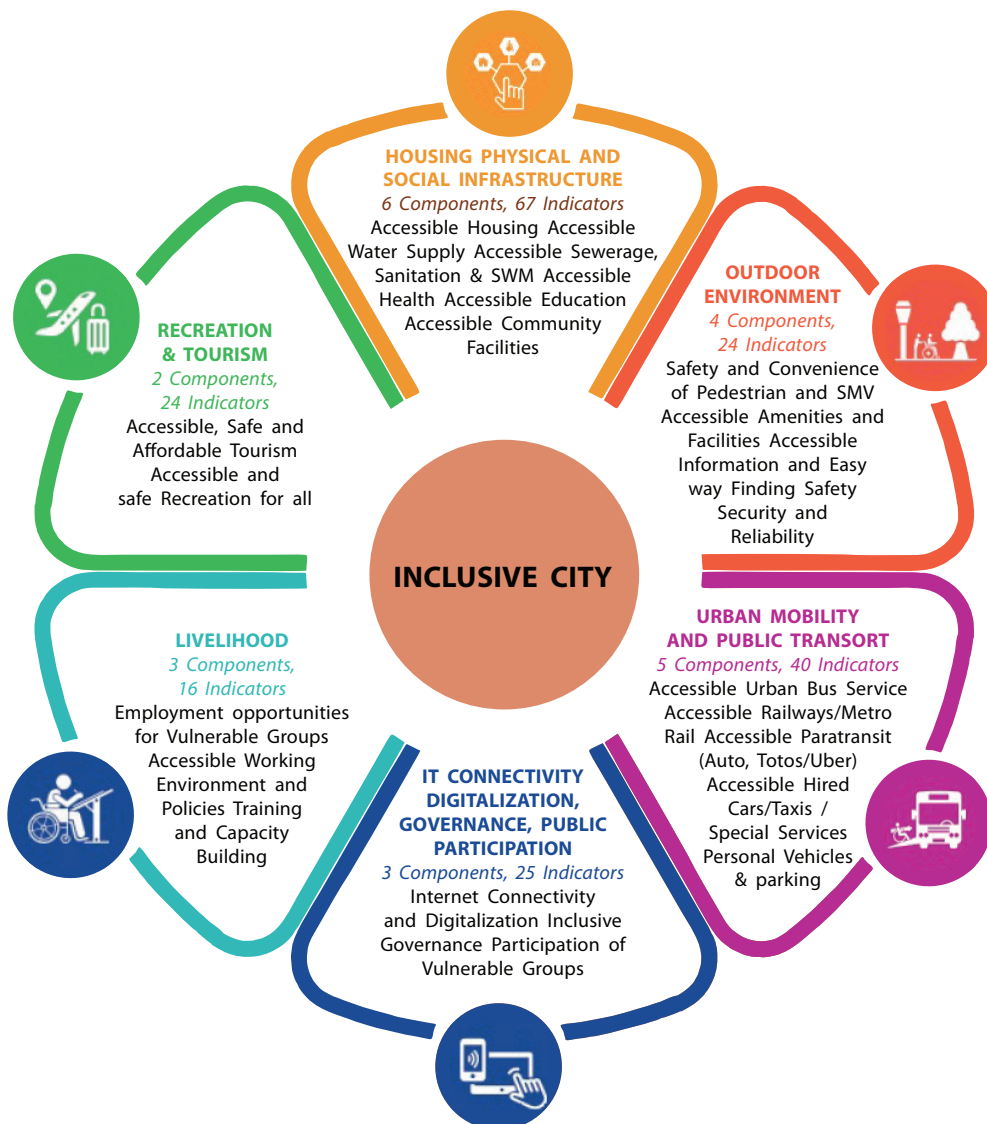 HOUSING PHYSICAL AND
SOCIAL INFRASTRUCTURE
6 Components, 67 Indicators
Accessible Housing Accessible
Water Supply Accessible Sewerage,
Sanitation & SWM Accessible
Health Accessible Education
Accessible Community
Facilities
OUTDOOR
ENVIRONMENT
4 Components,
24 Indicators
Safety and Convenience
of Pedestrian and SMV
Accessible Amenities and
Facilities Accessible
Information and Easy
way Finding Safety
Security and
Reliability
RECREATION
& TOURISM
2 Components,
24 Indicators
Accessible, Safe and
Affordable Tourism
Accessible and
safe Recreation for all
INCLUSIVE CITY
LIVELIHOOD
3 Components,
16 Indicators
Employment opportunities
for Vulnerable Groups
Accessible Working
Environment and
Policies Training
and Capacity
Building
URBAN MOBILITY
AND PUBLIC TRANSORT
5 Components, 40 Indicators
Accessible Urban Bus Service
Accessible Railways/Metro
Rail Accessible Paratransit
(Auto, Totos/Uber)
Accessible Hired
Cars/Taxis /
Special Services
Personal Vehicles
& parking
IT CONNECTIVITY
DIGITALIZATION,
GOVERNANCE, PUBLIC
PARTICIPATION
3 Components, 25 Indicators
Internet Connectivity
and Digitalization Inclusive
Governance Participation of
Vulnerable Groups